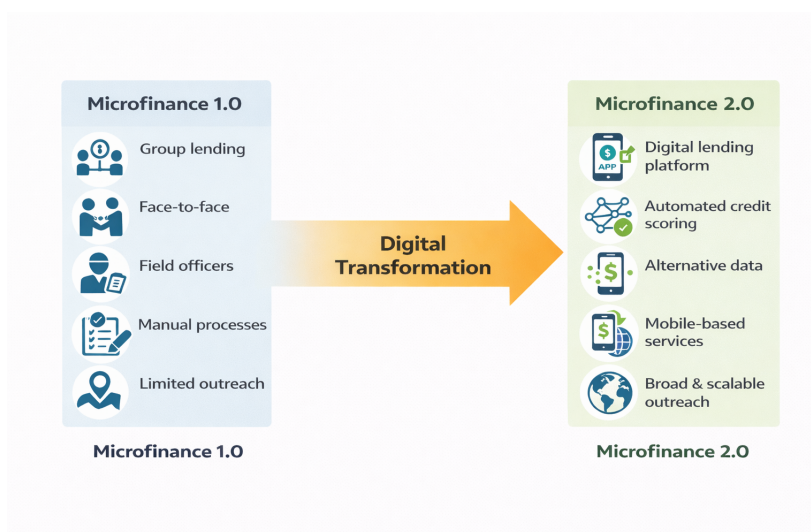 Microfinance 1.0
Group lending
Face-to-face
Field officers
Manual processes
Limited outreach
Microfinance 1.0
Digital
Transformation
Microfinance 2.0
$
APP
Digital lending
platform
Automated credit
scoring
$
Alternative data
$
Mobile-based
services
Broad & scalable
outreach
Microfinance 2.0